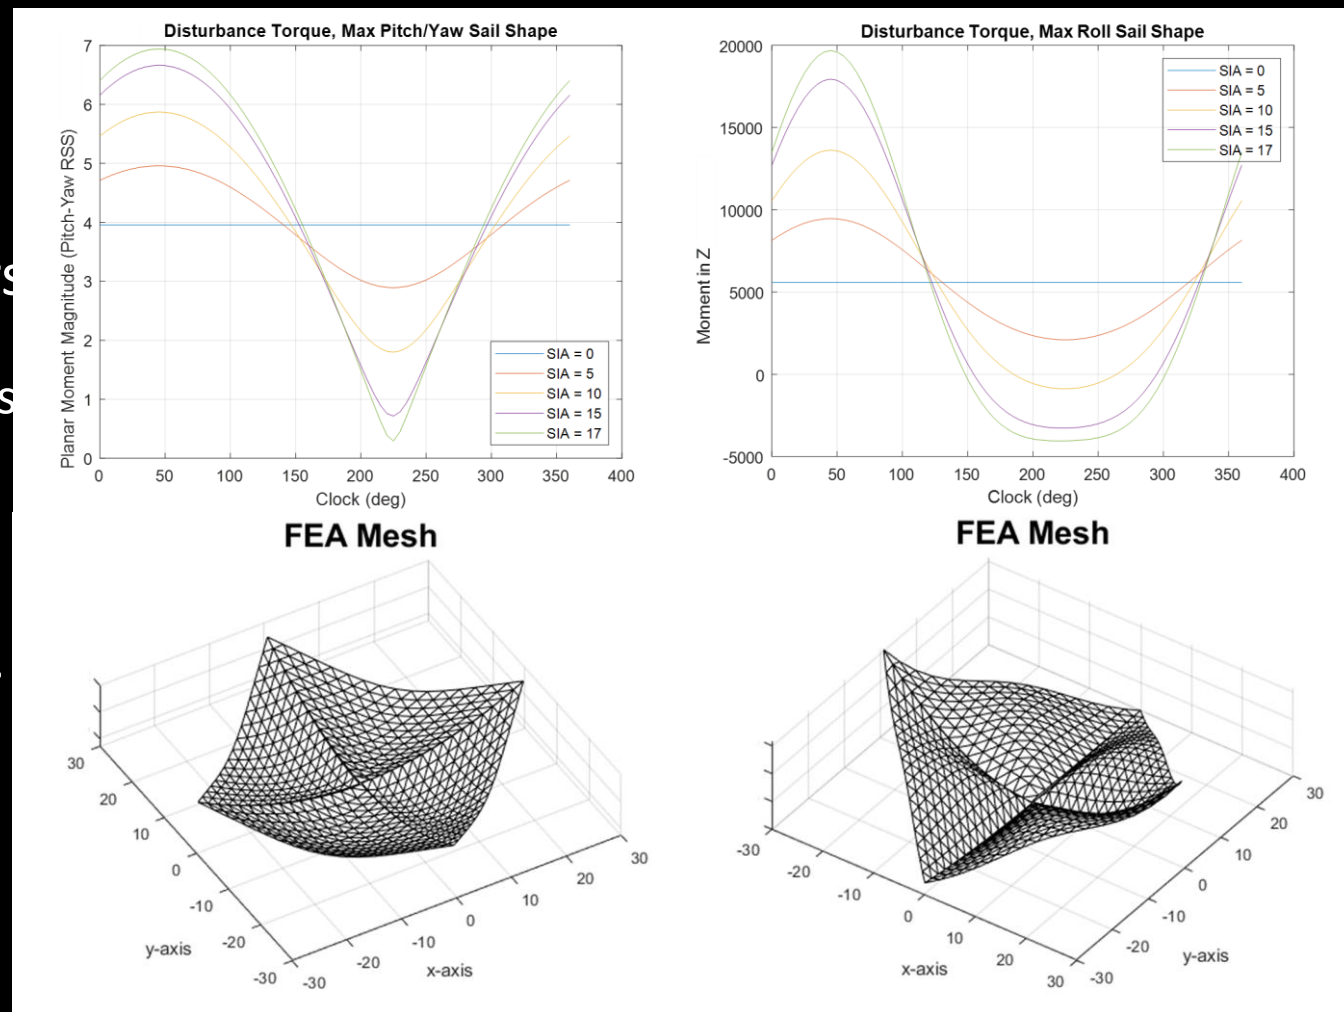 Disturbance Torque, Max Pitch/Yaw Sail Shape
Planar Moment Magnitude (Pitch-Yaw RSS)
7
6
5
4
3
2
1
0
0 50 100 150 200 250 300 350 400
Clock (deg)
SIA = 0
SIA = 5
SIA = 10
SIA = 15
SIA = 17
Disturbance Torque, Max Roll Sail Shape
Moment in Z
20000
15000
10000
5000
0
-5000
0 50 100 150 200 250 300 350 400
Clock (deg)
SIA = 0
SIA = 5
SIA = 10
SIA = 15
SIA = 17
s
s
FEA Mesh
30
20
10
0
-10
-20
-30
y-axis
-30
-20
-10
0
10
20
30
x-axis
FEA Mesh
-30
-20
-10
0
10
20
30
x-axis
-30
-20
-10
0
10
20
30
y-axis